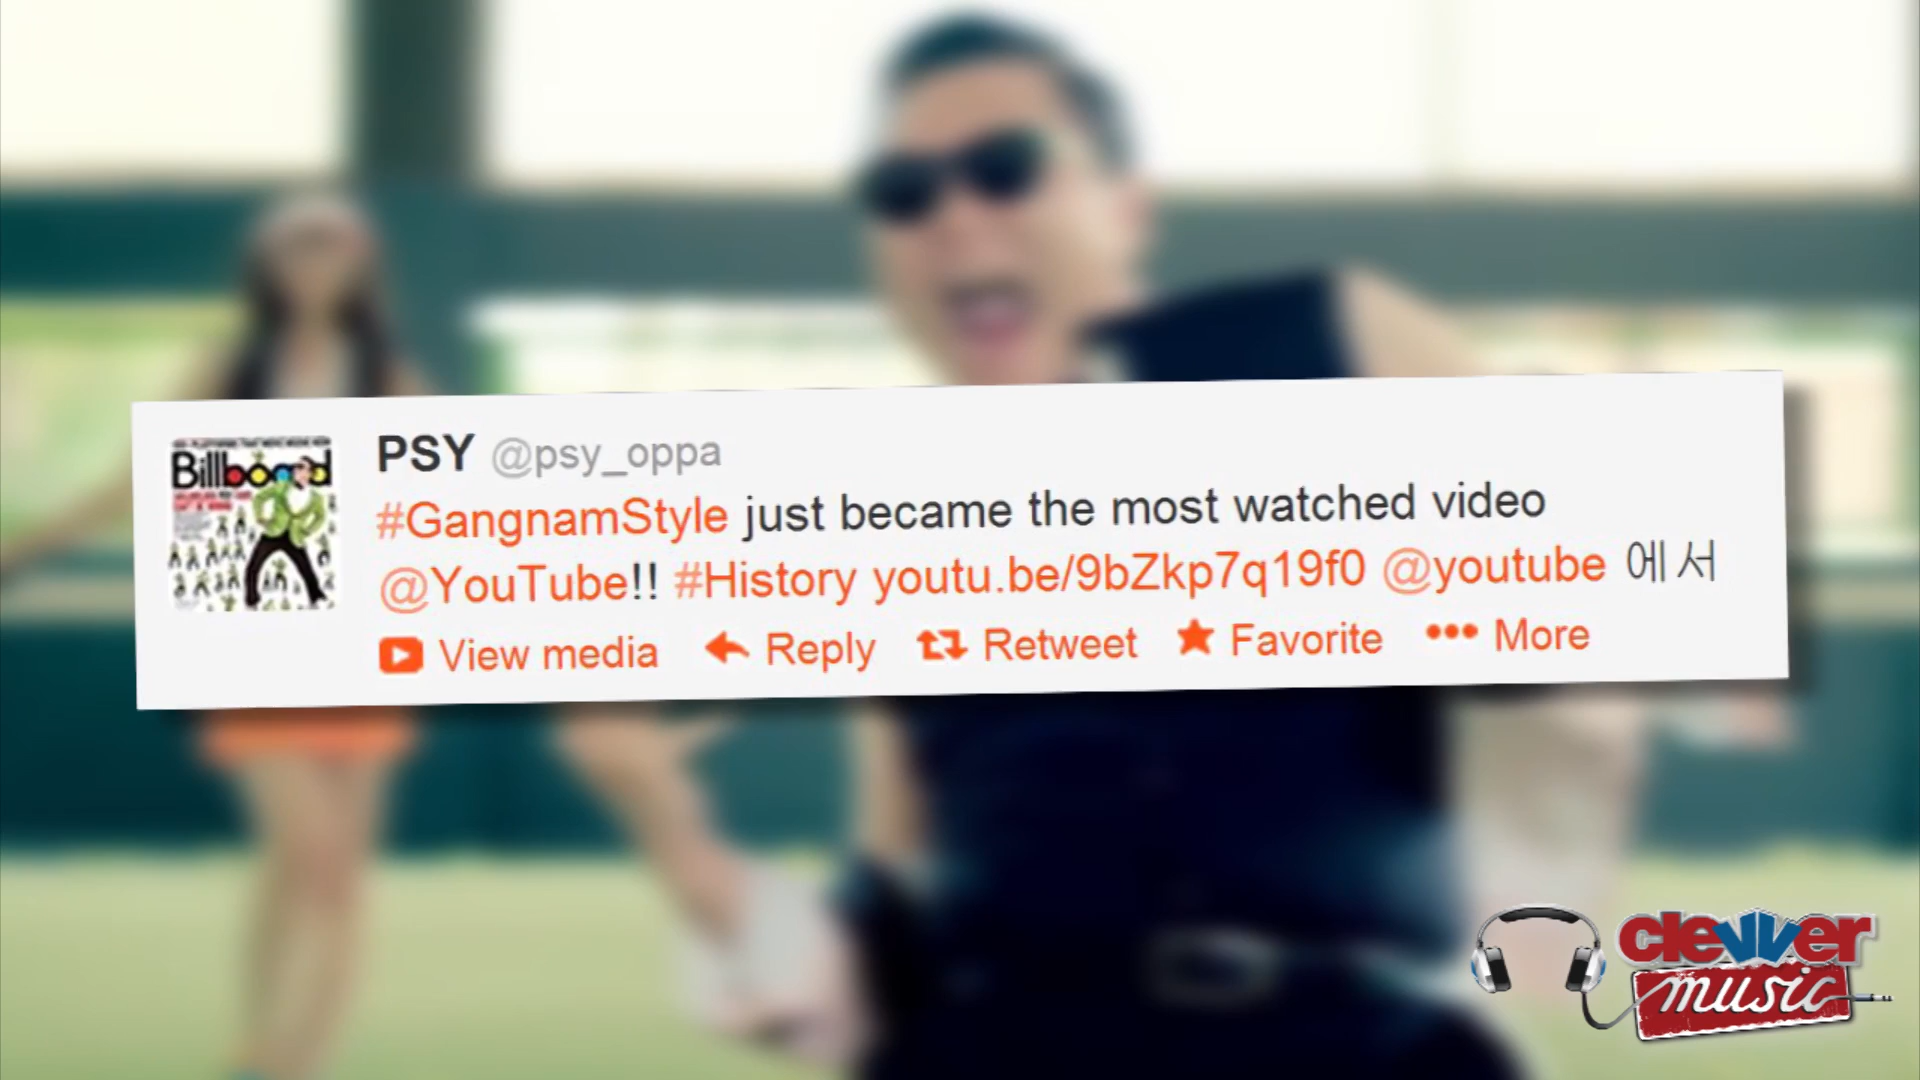 PSY @psy_oppa
#GangnamStyle just became the most watched video
@YouTube!! #History youtu.be/9bZkp7q19f0 @youtube 에서
View media Reply Retweet Favorite More
Billboard
clevver
music